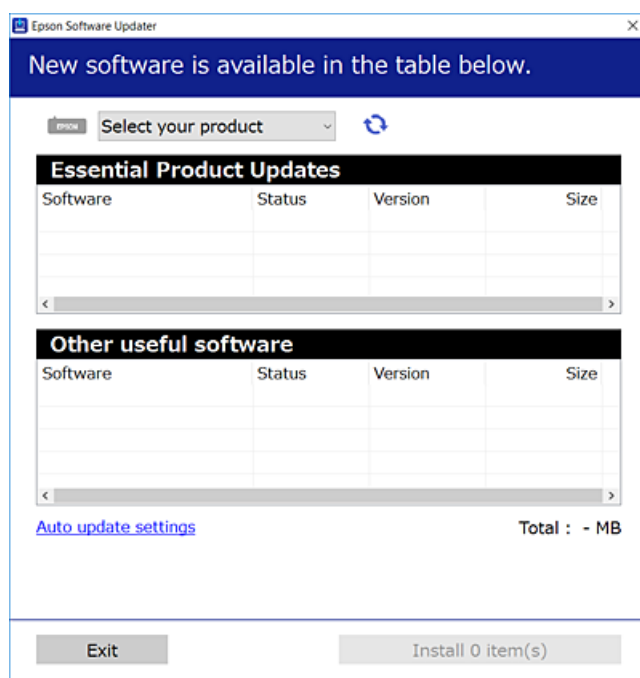 Epson Software Updater
New software is available in the table below.
EPSON Select your product
Essential Product Updates
Software Status Version Size
Other useful software
Software Status Version Size
Auto update settings Total : - MB
Exit Install 0 item(s)